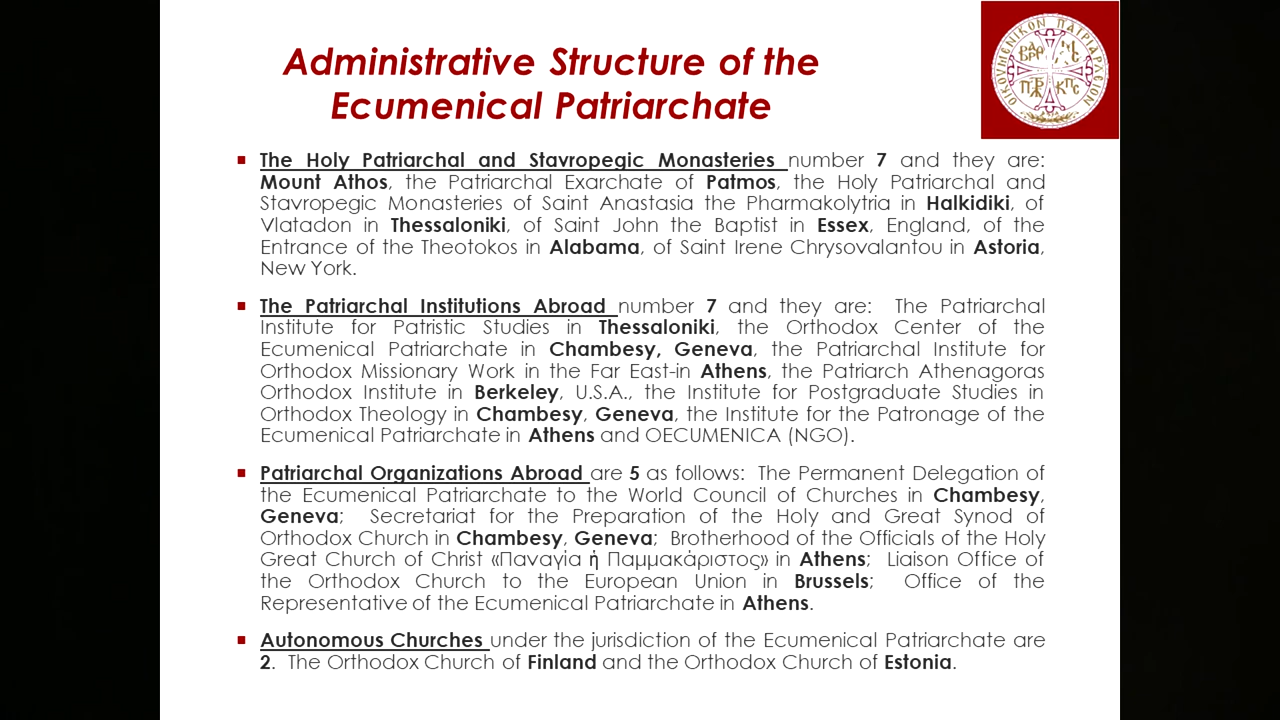 Administrative Structure of the
Ecumenical Patriarchate
ΟΙΚΟΥΜΕΝΙΚΟΝ ΠΑΤΡΙΑΡΧΕΙΟΝ
The Holy Patriarchal and Stavropegic Monasteries number 7 and they are:
Mount Athos, the Patriarchal Exarchate of Patmos, the Holy Patriarchal and
Stavropegic Monasteries of Saint Anastasia the Pharmakolytria in Halkidiki, of
Vlatadon in Thessaloniki, of Saint John the Baptist in Essex, England, of the
Entrance of the Theotokos in Alabama, of Saint Irene Chrysovalantou in Astoria,
New York.
The Patriarchal Institutions Abroad number 7 and they are: The Patriarchal
Institute for Patristic Studies in Thessaloniki, the Orthodox Center of the
Ecumenical Patriarchate in Chambesy, Geneva, the Patriarchal Institute for
Orthodox Missionary Work in the Far East-in Athens, the Patriarch Athenagoras
Orthodox Institute in Berkeley, U.S.A., the Institute for Postgraduate Studies in
Orthodox Theology in Chambesy, Geneva, the Institute for the Patronage of the
Ecumenical Patriarchate in Athens and OECUMENICA (NGO).
Patriarchal Organizations Abroad are 5 as follows: The Permanent Delegation of
the Ecumenical Patriarchate to the World Council of Churches in Chambesy,
Geneva; Secretariat for the Preparation of the Holy and Great Synod of
Orthodox Church in Chambesy, Geneva; Brotherhood of the Officials of the Holy
Great Church of Christ «Παναγία ἡ Παμμακάριστος» in Athens; Liaison Office of
the Orthodox Church to the European Union in Brussels; Office of the
Representative of the Ecumenical Patriarchate in Athens.
Autonomous Churches under the jurisdiction of the Ecumenical Patriarchate are
2. The Orthodox Church of Finland and the Orthodox Church of Estonia.